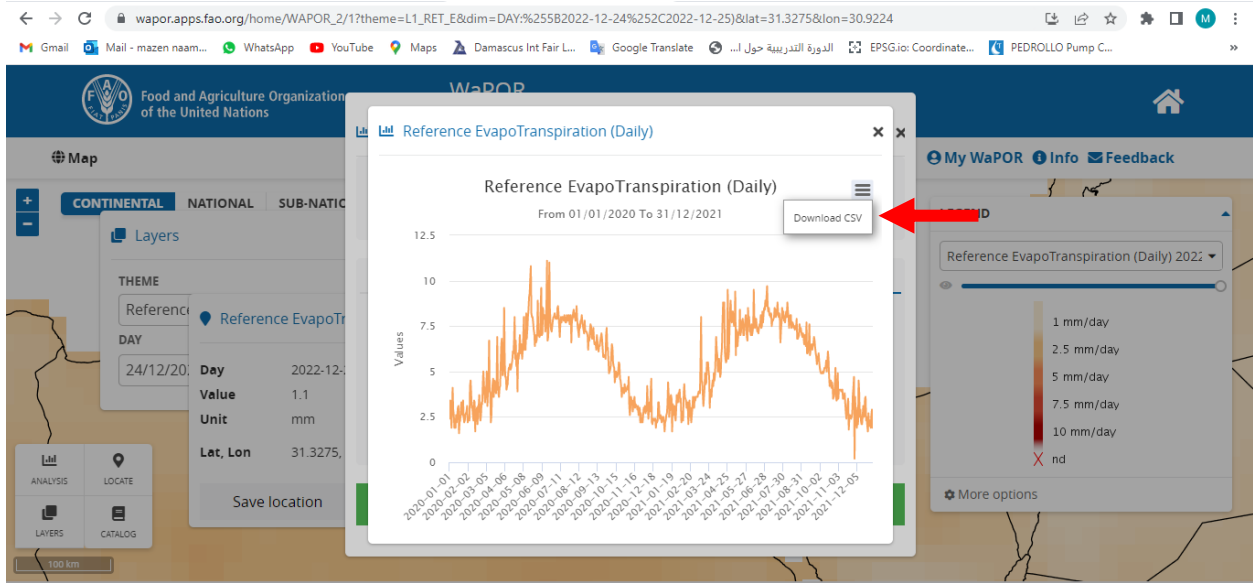 wapor.apps.fao.org/home/WAPOR_2/1?theme=L1_RET_E&dim=DAY:%255B2022-12-24%252C2022-12-25)&lat=31.3275&lon=30.9224
M
Gmail
Mail - mazen naam...
WhatsApp
YouTube
Maps
Damascus Int Fair L...
Google Translate
الدورة التدريبية حول ا...
EPSG.io: Coordinate...
PEDROLLO Pump C...
»
Food and Agriculture Organization
of the United Nations
WaPOR
Map
My WaPOR
Info
Feedback
+
-
CONTINENTAL
NATIONAL
SUB-NATIO
Layers
THEME
Reference
DAY
24/12/20
Reference EvapoTr
Day 2022-12-
Value 1.1
Unit mm
Lat, Lon 31.3275,
Save location
ANALYSIS
LOCATE
LAYERS
CATALOG
100 km
Reference EvapoTranspiration (Daily)
Reference EvapoTranspiration (Daily)
From 01/01/2020 To 31/12/2021
Download CSV
Values
12.5
10
7.5
5
2.5
0
2020-01-01
2020-02-02
2020-03-05
2020-04-06
2020-05-08
2020-06-09
2020-07-11
2020-08-12
2020-09-13
2020-10-15
2020-11-16
2020-12-18
2021-01-19
2021-02-20
2021-03-24
2021-04-25
2021-05-27
2021-06-28
2021-07-30
2021-08-31
2021-10-02
2021-11-03
2021-12-05
Reference EvapoTranspiration (Daily) 2022
1 mm/day
2.5 mm/day
5 mm/day
7.5 mm/day
10 mm/day
nd
More options